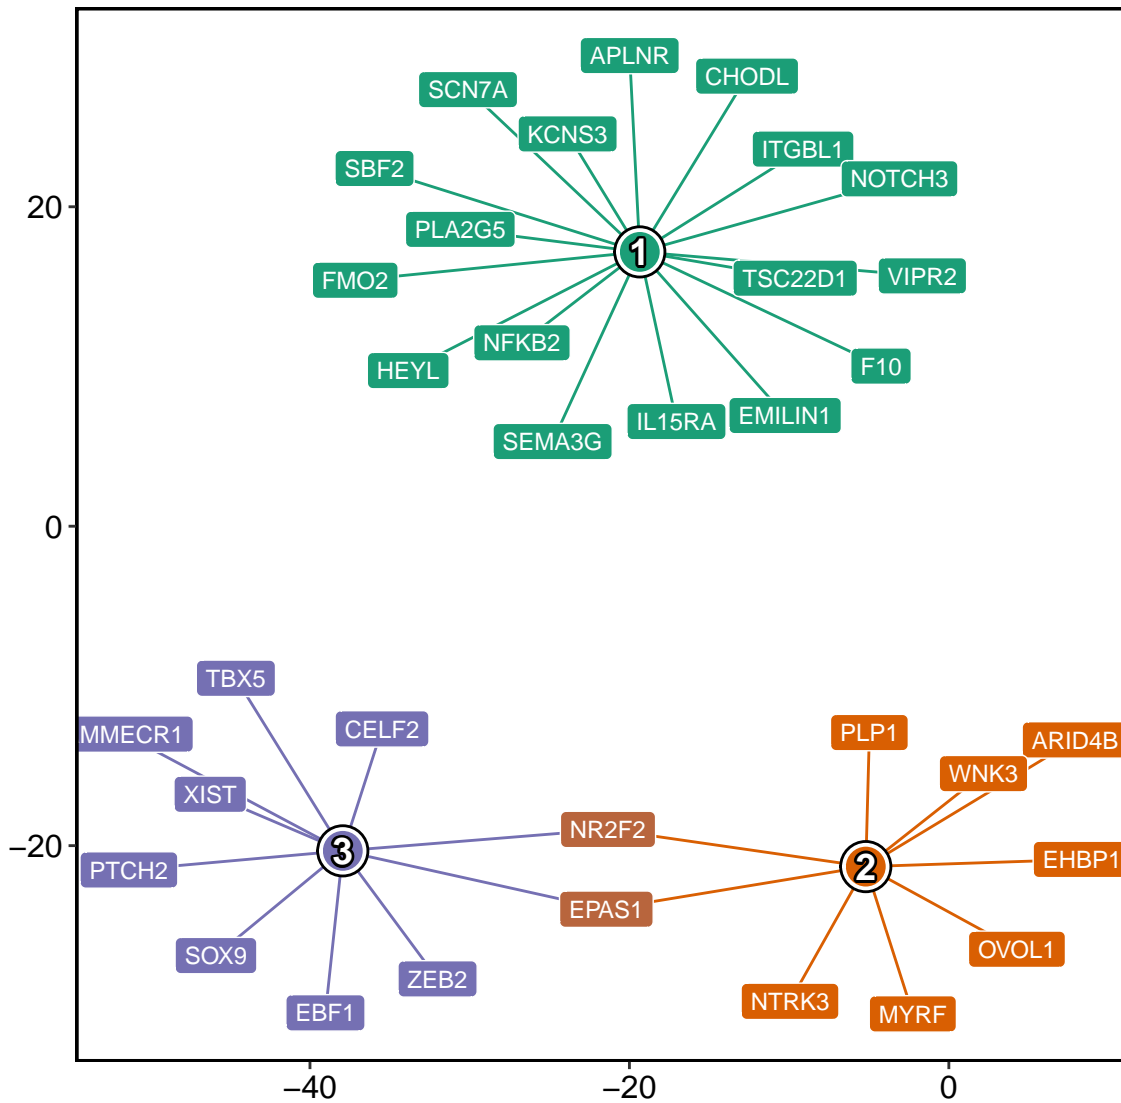 APLNR
CHODL
SCN7A
KCNS3
ITGBL1
SBF2
NOTCH3
20
PLA2G5
1
FMO2
TSC22D1
VIPR2
NFKB2
HEYL
F10
IL15RA
EMILIN1
SEMA3G
0
TBX5
MMECR1
CELF2
PLP1
ARID4B
WNK3
XIST
NR2F2
−20
3
2
PTCH2
EHBP1
EPAS1
SOX9
OVOL1
ZEB2
NTRK3
EBF1
MYRF
−40
−20
0